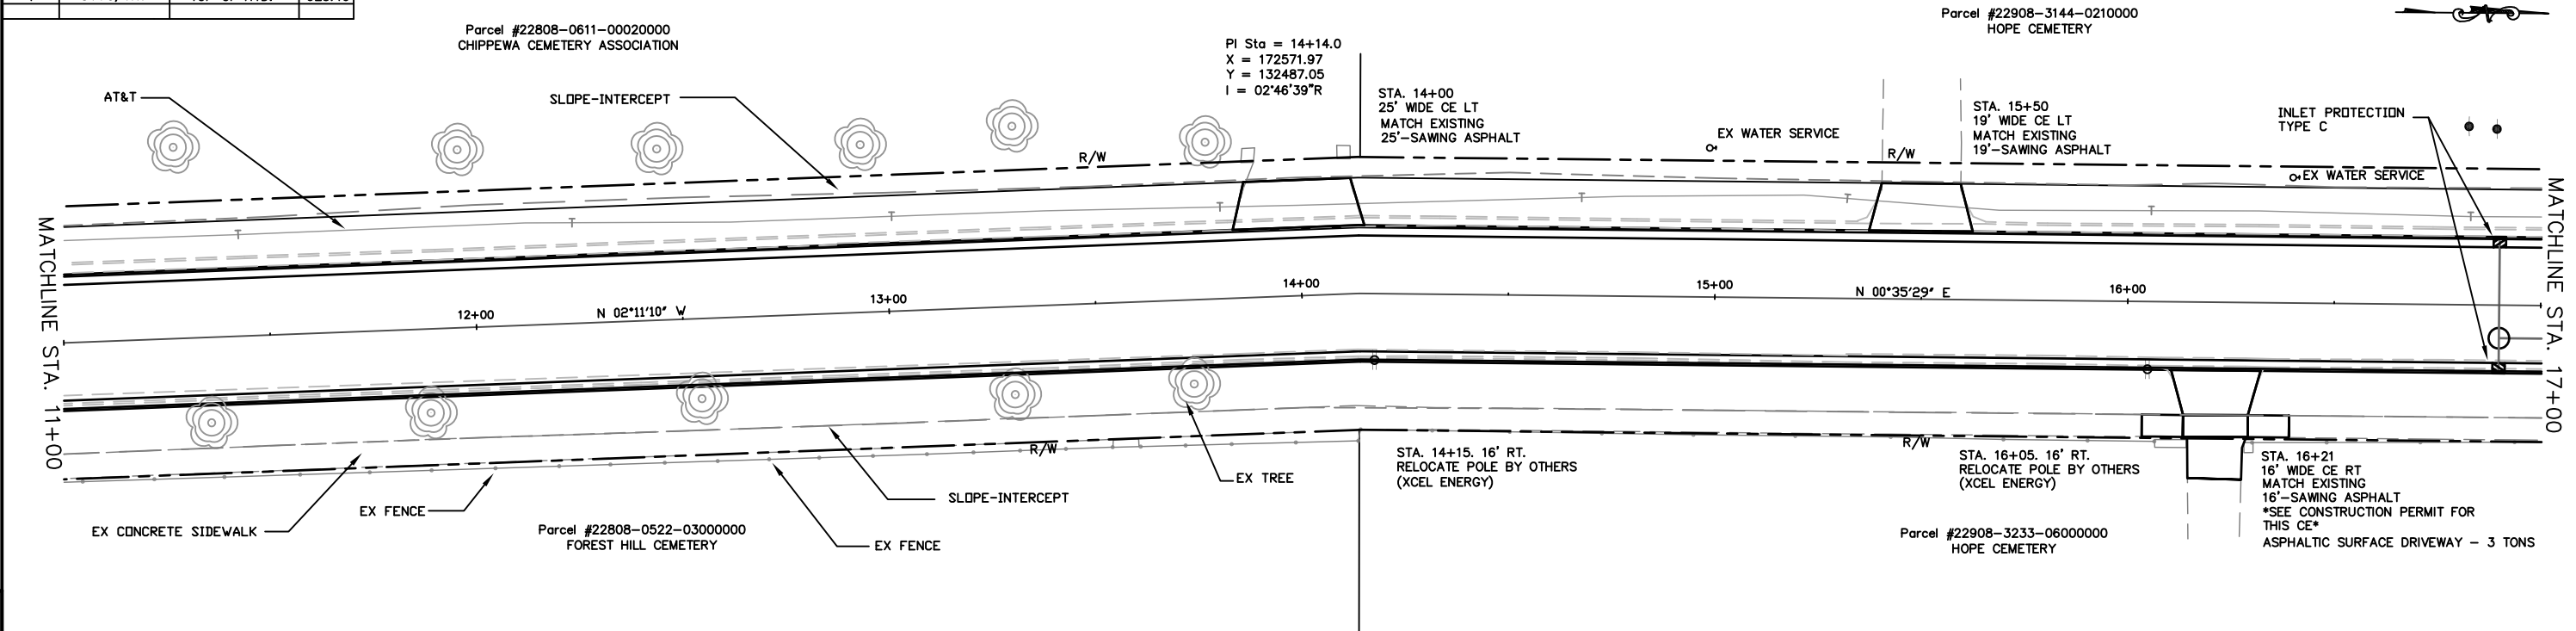 Parcel #22808-0611-00020000
CHIPPEWA CEMETERY ASSOCIATION
Parcel #22908-3144-0210000
HOPE CEMETERY
PI Sta = 14+14.0
X = 172571.97
Y = 132487.05
I = 02°46'39"R
AT&T
SLOPE-INTERCEPT
STA. 14+00
25' WIDE CE LT
MATCH EXISTING
25'-SAWING ASPHALT
EX WATER SERVICE
STA. 15+50
19' WIDE CE LT
MATCH EXISTING
19'-SAWING ASPHALT
INLET PROTECTION
TYPE C
R/W
R/W
EX WATER SERVICE
T
T
T
T
T
T
T
T
MATCHLINE STA. 11+00
12+00
N 02°11'10" W
13+00
14+00
15+00
N 00°35'29" E
16+00
MATCHLINE STA. 17+00
R/W
R/W
EX CONCRETE SIDEWALK
EX FENCE
Parcel #22808-0522-03000000
FOREST HILL CEMETERY
EX FENCE
SLOPE-INTERCEPT
EX TREE
STA. 14+15. 16' RT.
RELOCATE POLE BY OTHERS
(XCEL ENERGY)
STA. 16+05. 16' RT.
RELOCATE POLE BY OTHERS
(XCEL ENERGY)
Parcel #22908-3233-06000000
HOPE CEMETERY
STA. 16+21
16' WIDE CE RT
MATCH EXISTING
16'-SAWING ASPHALT
*SEE CONSTRUCTION PERMIT FOR
THIS CE*
ASPHALTIC SURFACE DRIVEWAY - 3 TONS